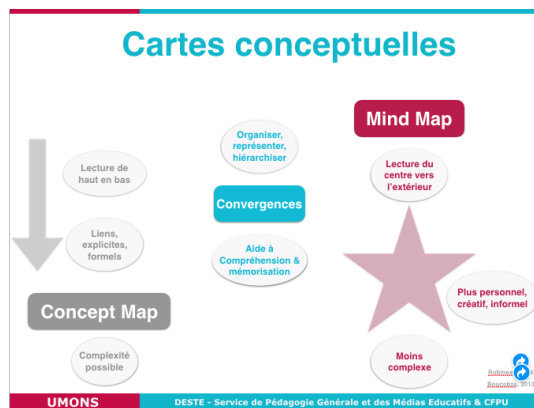 Cartes conceptuelles
Mind Map
Organiser,
représenter,
hiérarchiser
Lecture de
haut en bas
Lecture du
centre vers
l'extérieur
Convergences
Liens,
explicites,
formels
Aide à
Compréhension &
mémorisation
Plus personnel,
créatif, informel
Concept Map
Complexité
possible
Moins
complexe
Boucobza, 2013
UMONS
DESTE - Service de Pédagogie Générale et des Médias Educatifs & CFPU